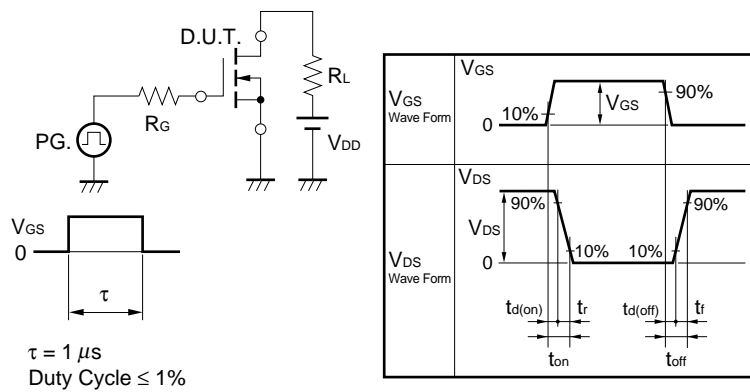 D.U.T.
RL
RG
PG.
VDD
VGS
0
τ
τ = 1 μs
Duty Cycle ≤ 1%
VGS
Wave Form
VGS
10%
VGS
90%
0
VDS
Wave Form
VDS
90%
VDS
90%
10%
10%
0
td(on)
tr
td(off)
tf
ton
toff